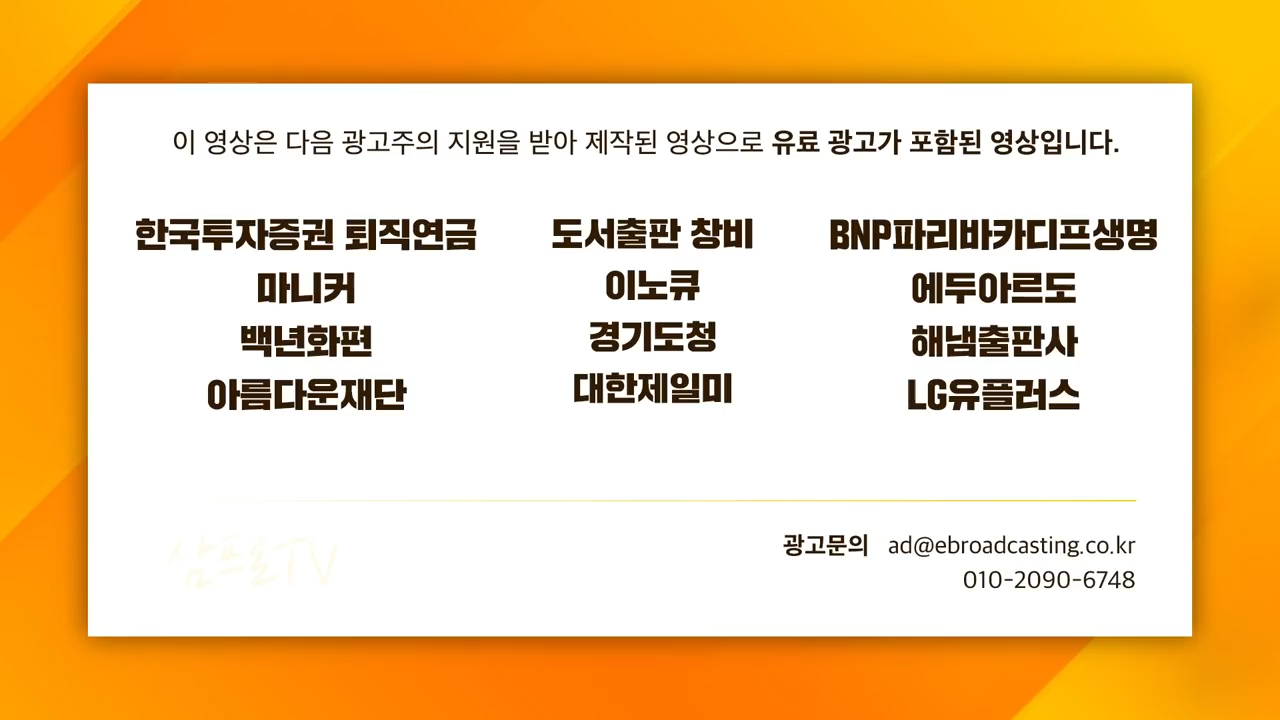 이 영상은 다음 광고주의 지원을 받아 제작된 영상으로 유료 광고가 포함된 영상입니다.
한국투자증권 퇴직연금
마니커
백년화편
아름다운재단
도서출판 창비
이노큐
경기도청
대한제일미
BNP파리바카디프생명
에두아르도
해냄출판사
LG유플러스
삼프로TV
광고문의 ad@ebroadcasting.co.kr
010-2090-6748